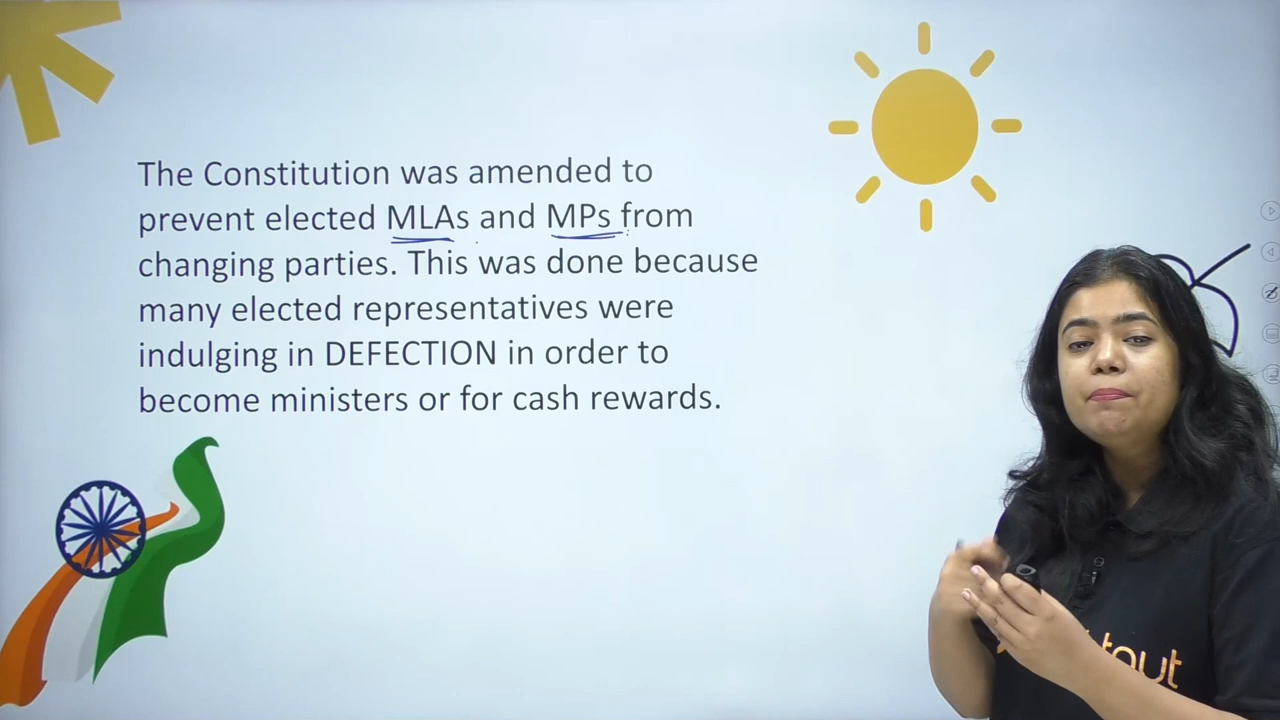 The Constitution was amended to
prevent elected MLAs and MPs from
changing parties. This was done because
many elected representatives were
indulging in DEFECTION in order to
become ministers or for cash rewards.